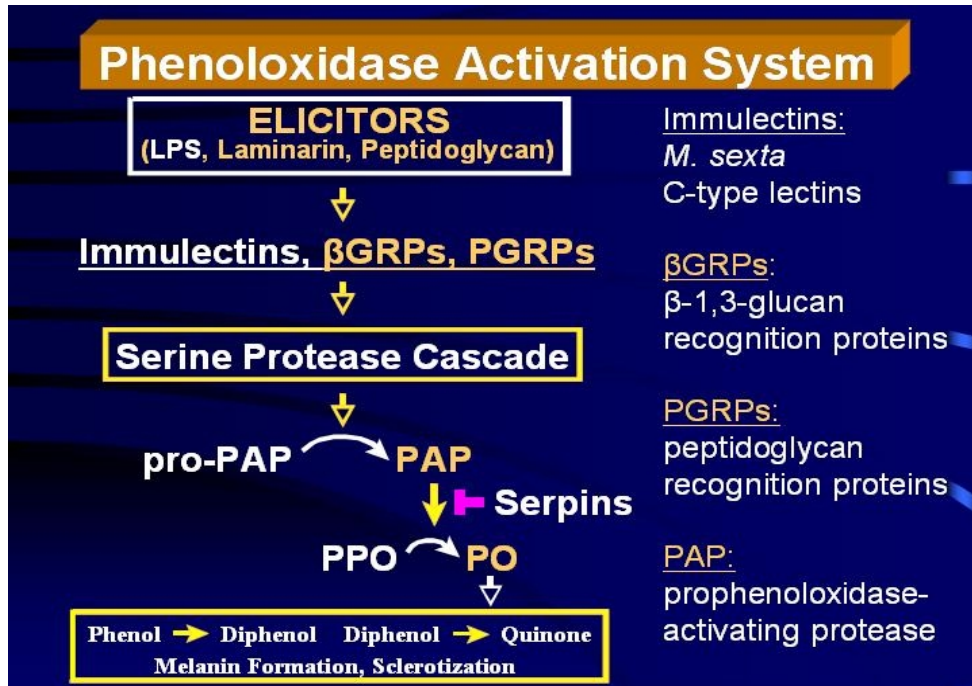 Phenoloxidase Activation System
ELICITORS
(LPS, Laminarin, Peptidoglycan)
Immulectins, βGRPs, PGRPs
Serine Protease Cascade
pro-PAP PAP
Serpins
PPO PO
Phenol Diphenol Diphenol Quinone
Melanin Formation, Sclerotization
Immulectins:
M. sexta
C-type lectins
βGRPs:
β-1,3-glucan
recognition proteins
PGRPs:
peptidoglycan
recognition proteins
PAP:
prophenoloxidase-
activating protease